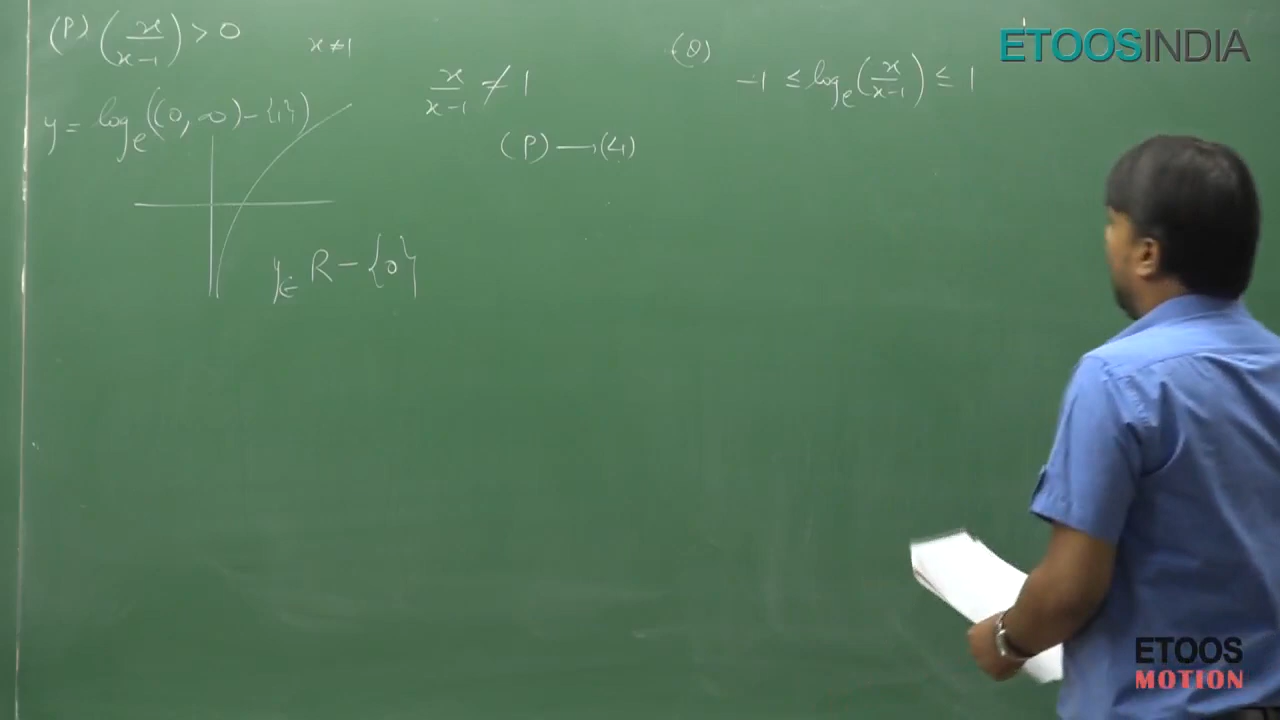 (P) (x/(x-1)) > 0
x ≠ 1
y = log_e((0, ∞) - {1})
x/(x-1) ≠ 1
(P) → (4)
y ∈ R - {0}
(Q)
-1 ≤ log_e(x/(x-1)) ≤ 1
ETOOSINDIA
ETOOS
MOTION